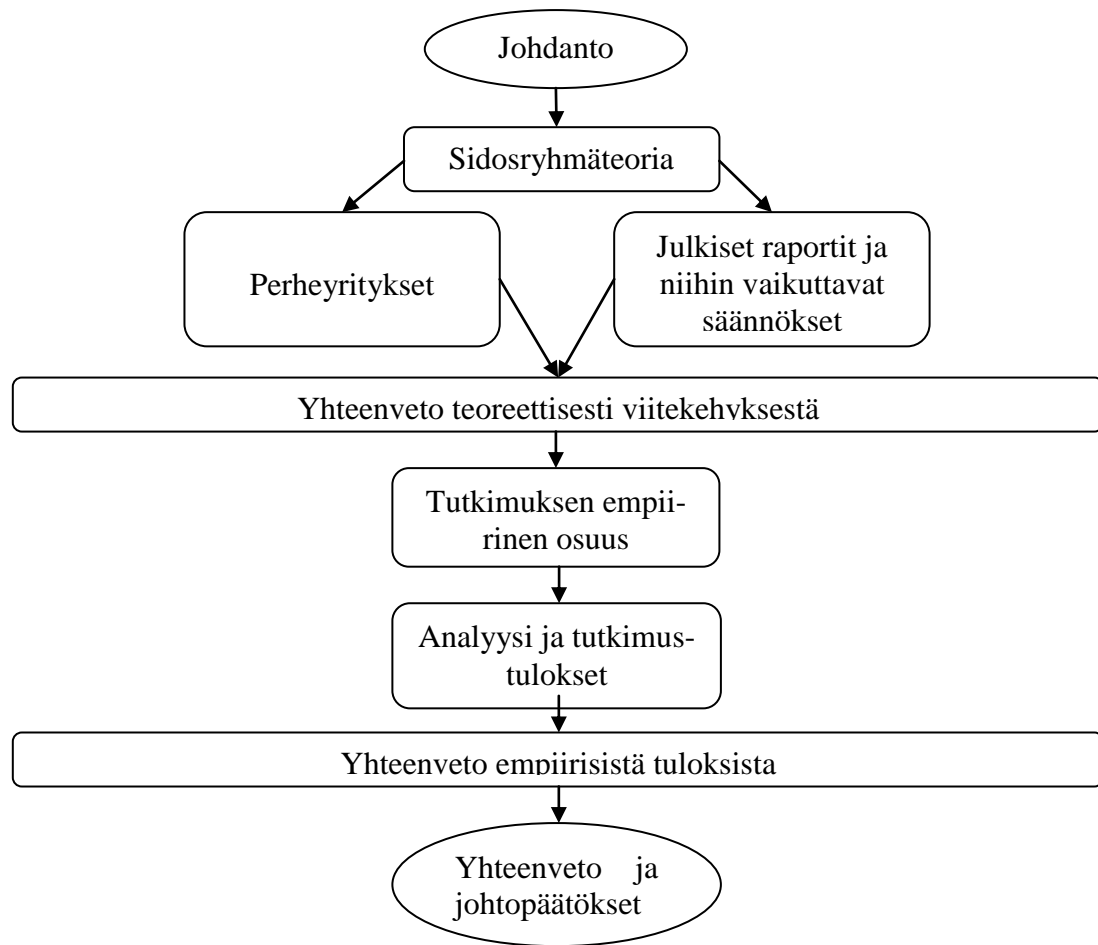 Johdanto
Sidosryhmäteoria
Perheyritykset
Julkiset raportit ja
niihin vaikuttavat
säännökset
Yhteenveto teoreettisesti viitekehyksestä
Tutkimuksen empii-
rinen osuus
Analyysi ja tutkimus-
tulokset
Yhteenveto empiirisistä tuloksista
Yhteenveto ja
johtopäätökset